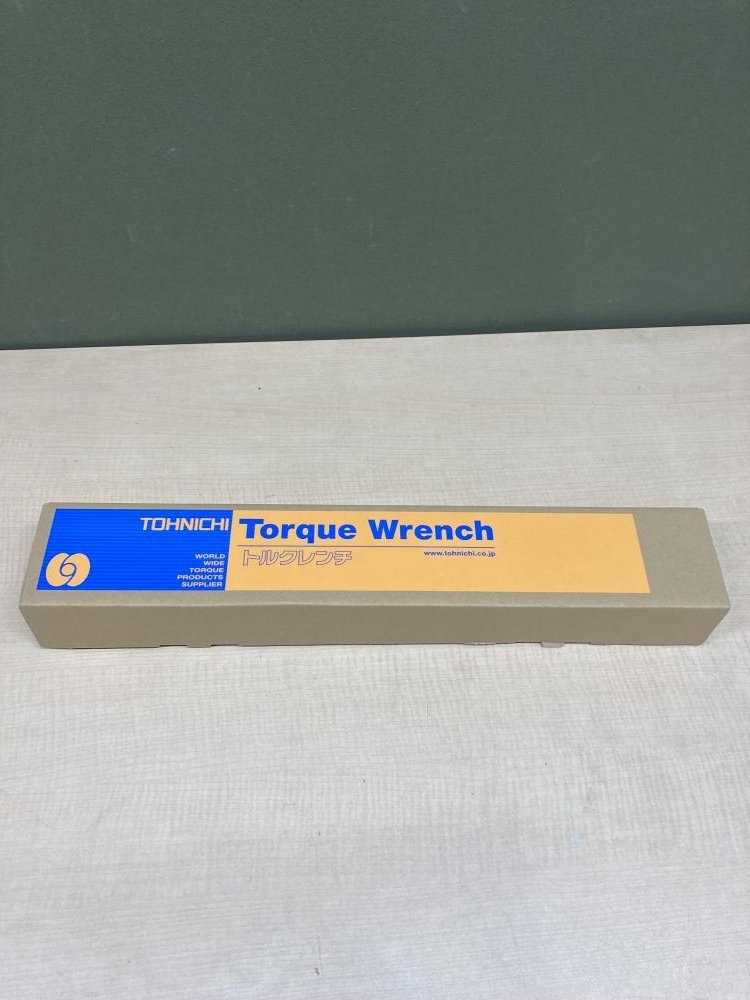 TOHNICHI
WORLD
WIDE
TORQUE
PRODUCTS
SUPPLIER
Torque Wrench
トルクレンチ
www.tohnichi.co.jp